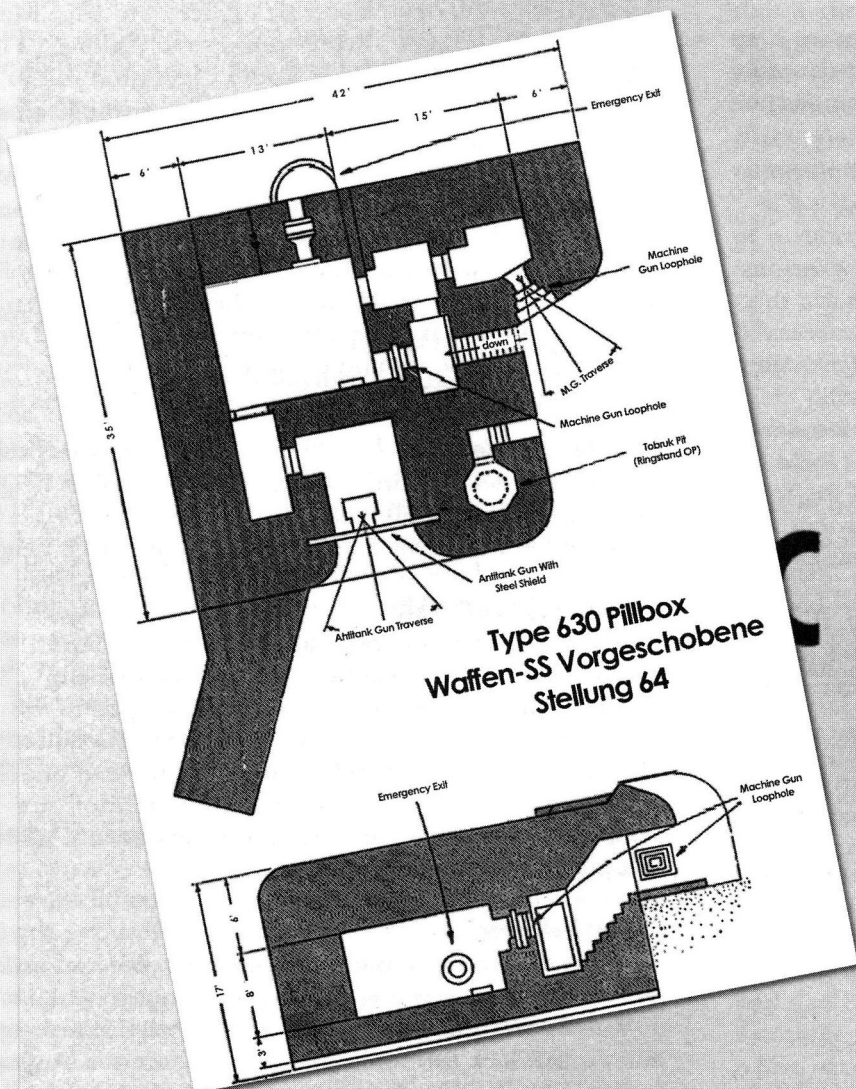 42'
6'
13'
15'
6'
Emergency Exit
35'
Machine
Gun Loophole
down
M.G. Traverse
Machine Gun Loophole
Tobruk Pit
(Ringstand OP)
Antitank Gun With
Steel Shield
Antitank Gun Traverse
Type 630 Pillbox
Waffen-SS Vorgeschobene
Stellung 64
C
Emergency Exit
Machine Gun
Loophole
17'
6'
8'
3'